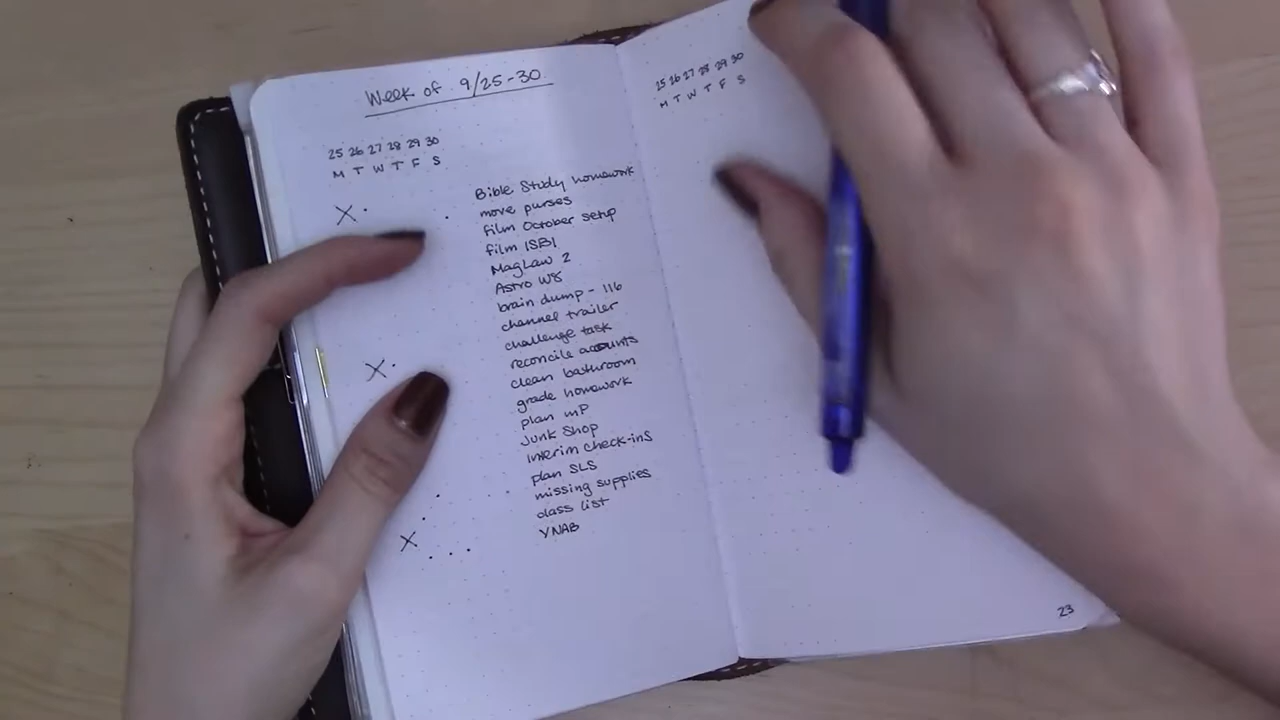 Week of 9/25-30
25 26 27 28 29 30
M T W T F S
Bible Study homework
move purses
film October setup
film ISB1
MagLaw 2
Astro W8
brain dump - 116
channel trailer
challenge task
reconcile accounts
clean bathroom
grade homework
plan MP
Junk Shop
interim check-ins
plan SLS
missing supplies
class list
YNAB
X
X
X
25 26 27 28 29 30
M T W T F S
23